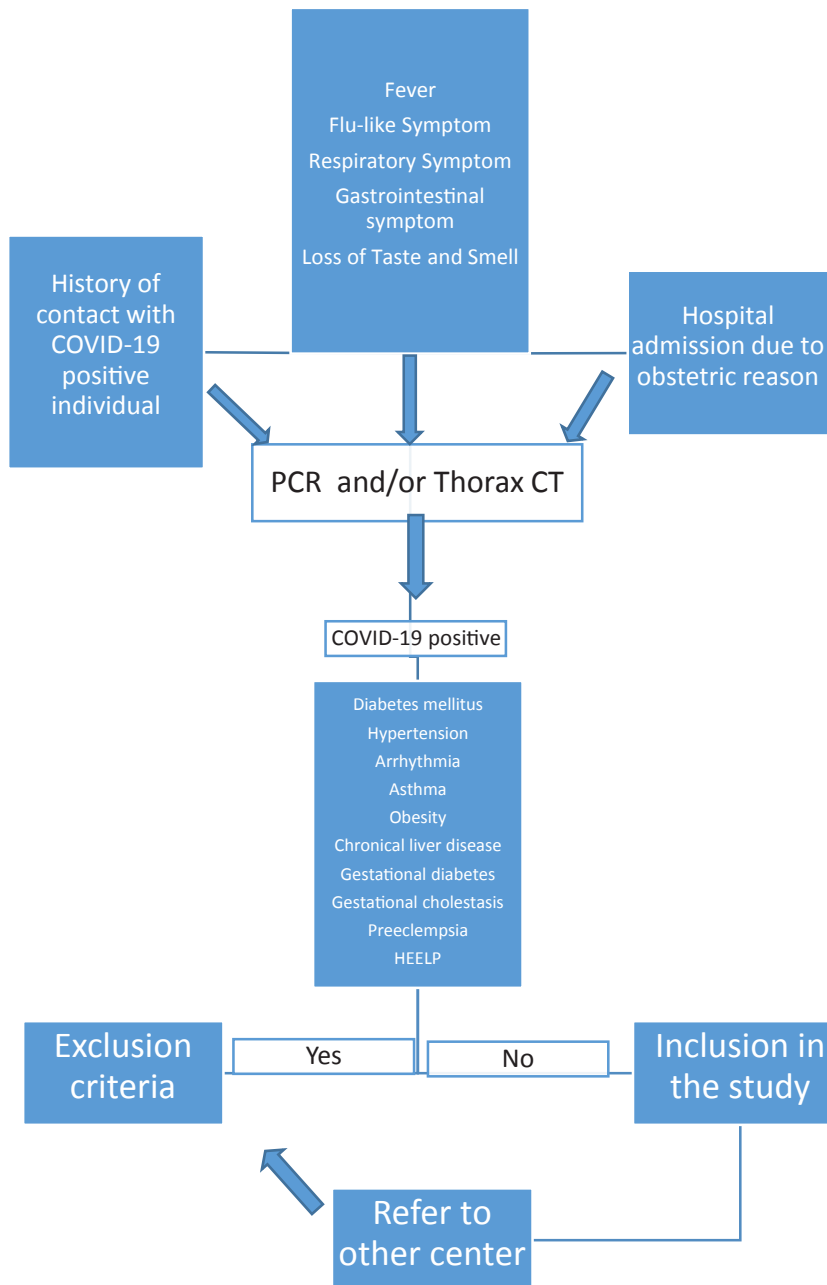 Fever
Flu-like Symptom
Respiratory Symptom
Gastrointestinal
symptom
Loss of Taste and Smell
History of
contact with
COVID-19
positive
individual
Hospital
admission due to
obstetric reason
PCR and/or Thorax CT
COVID-19 positive
Diabetes mellitus
Hypertension
Arrhythmia
Asthma
Obesity
Chronical liver disease
Gestational diabetes
Gestational cholestasis
Preeclempsia
HEELP
Exclusion
criteria
Yes
No
Inclusion in
the study
Refer to
other center